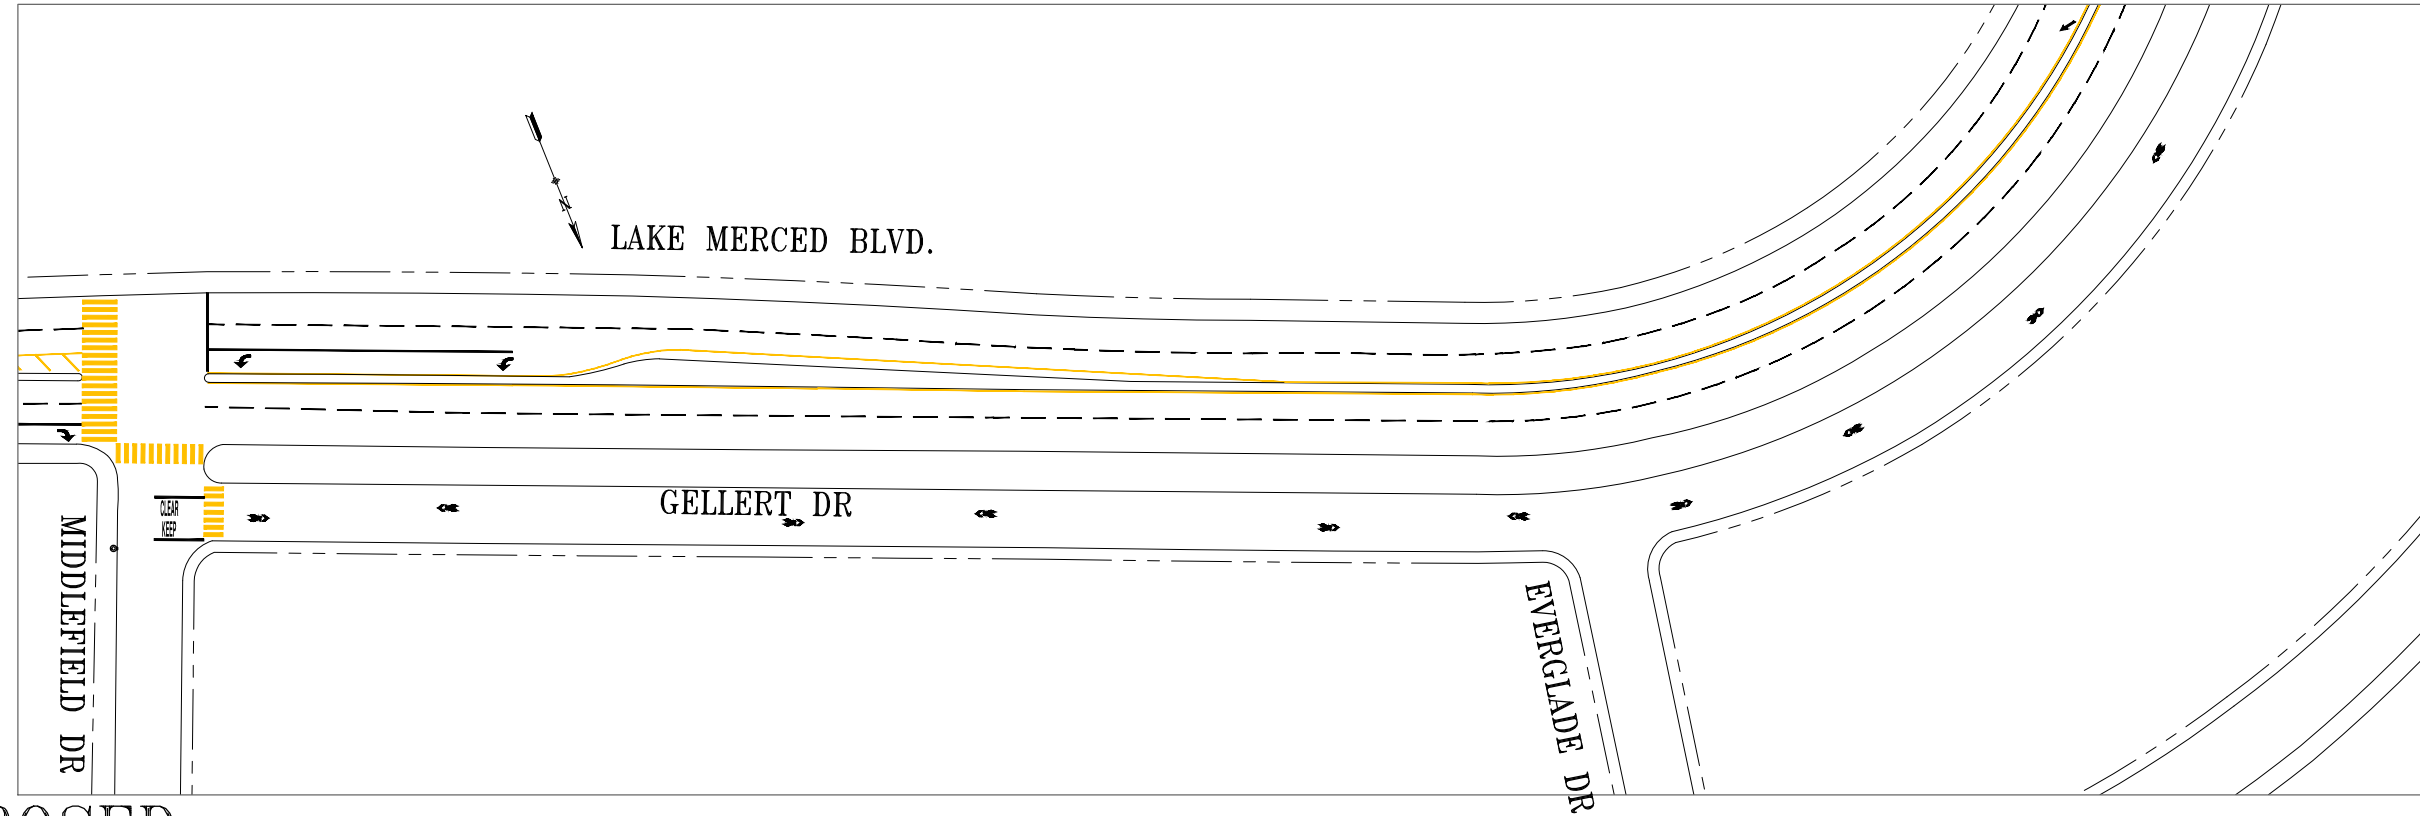 N
LAKE MERCED BLVD.
GELLERT DR
CLEAR
KEEP
MIDDLEFIELD DR
EVERGLADE DR